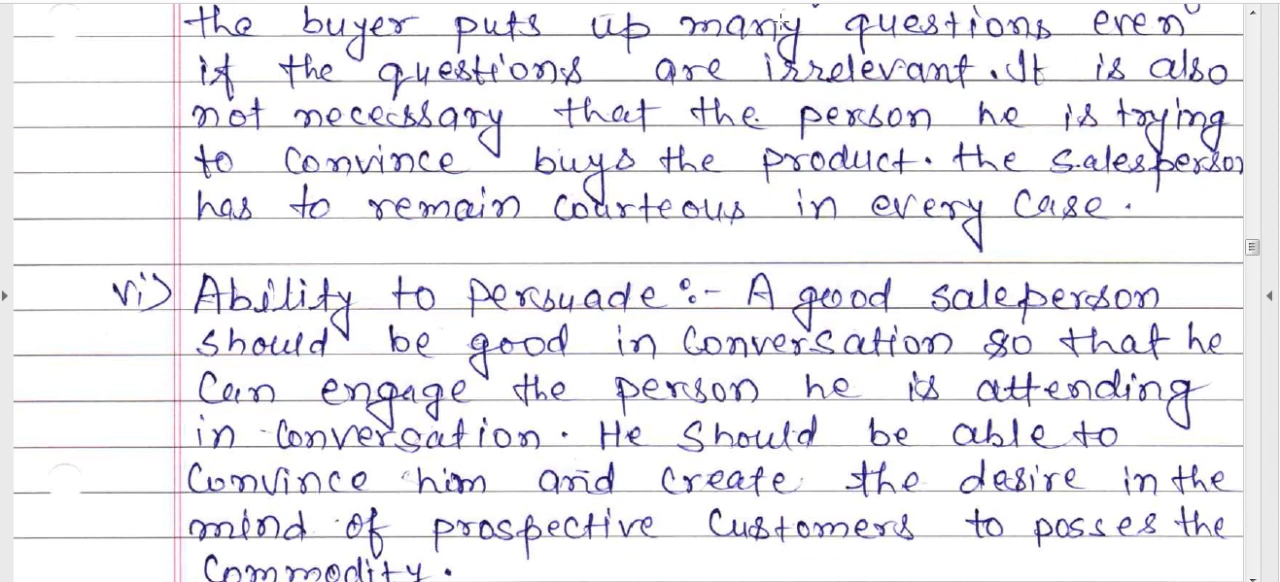 the buyer puts up many questions even
if the questions are irrelevant. It is also
not nececssary that the person he is trying
to convince buys the product. the salesperson
has to remain courteous in every case.
vi) Ability to persuade :- A good saleperson
should be good in conversation so that he
can engage the person he is attending
in conversation. He should be able to
convince him and create the desire in the
mind of prospective customers to posses the
commodity.